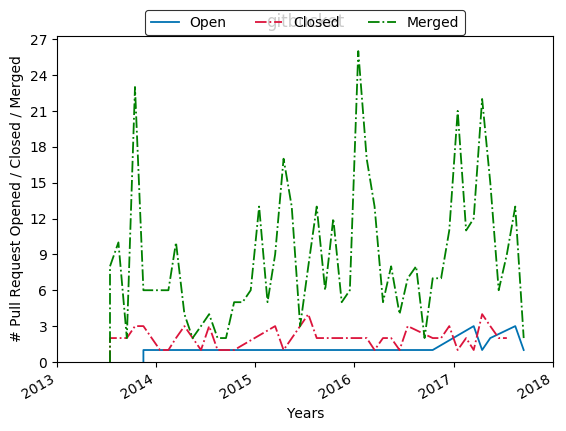 gitbucket
Open Closed Merged
# Pull Request Opened / Closed / Merged
27
24
21
18
15
12
9
6
3
0
2013 2014 2015 2016 2017 2018
Years